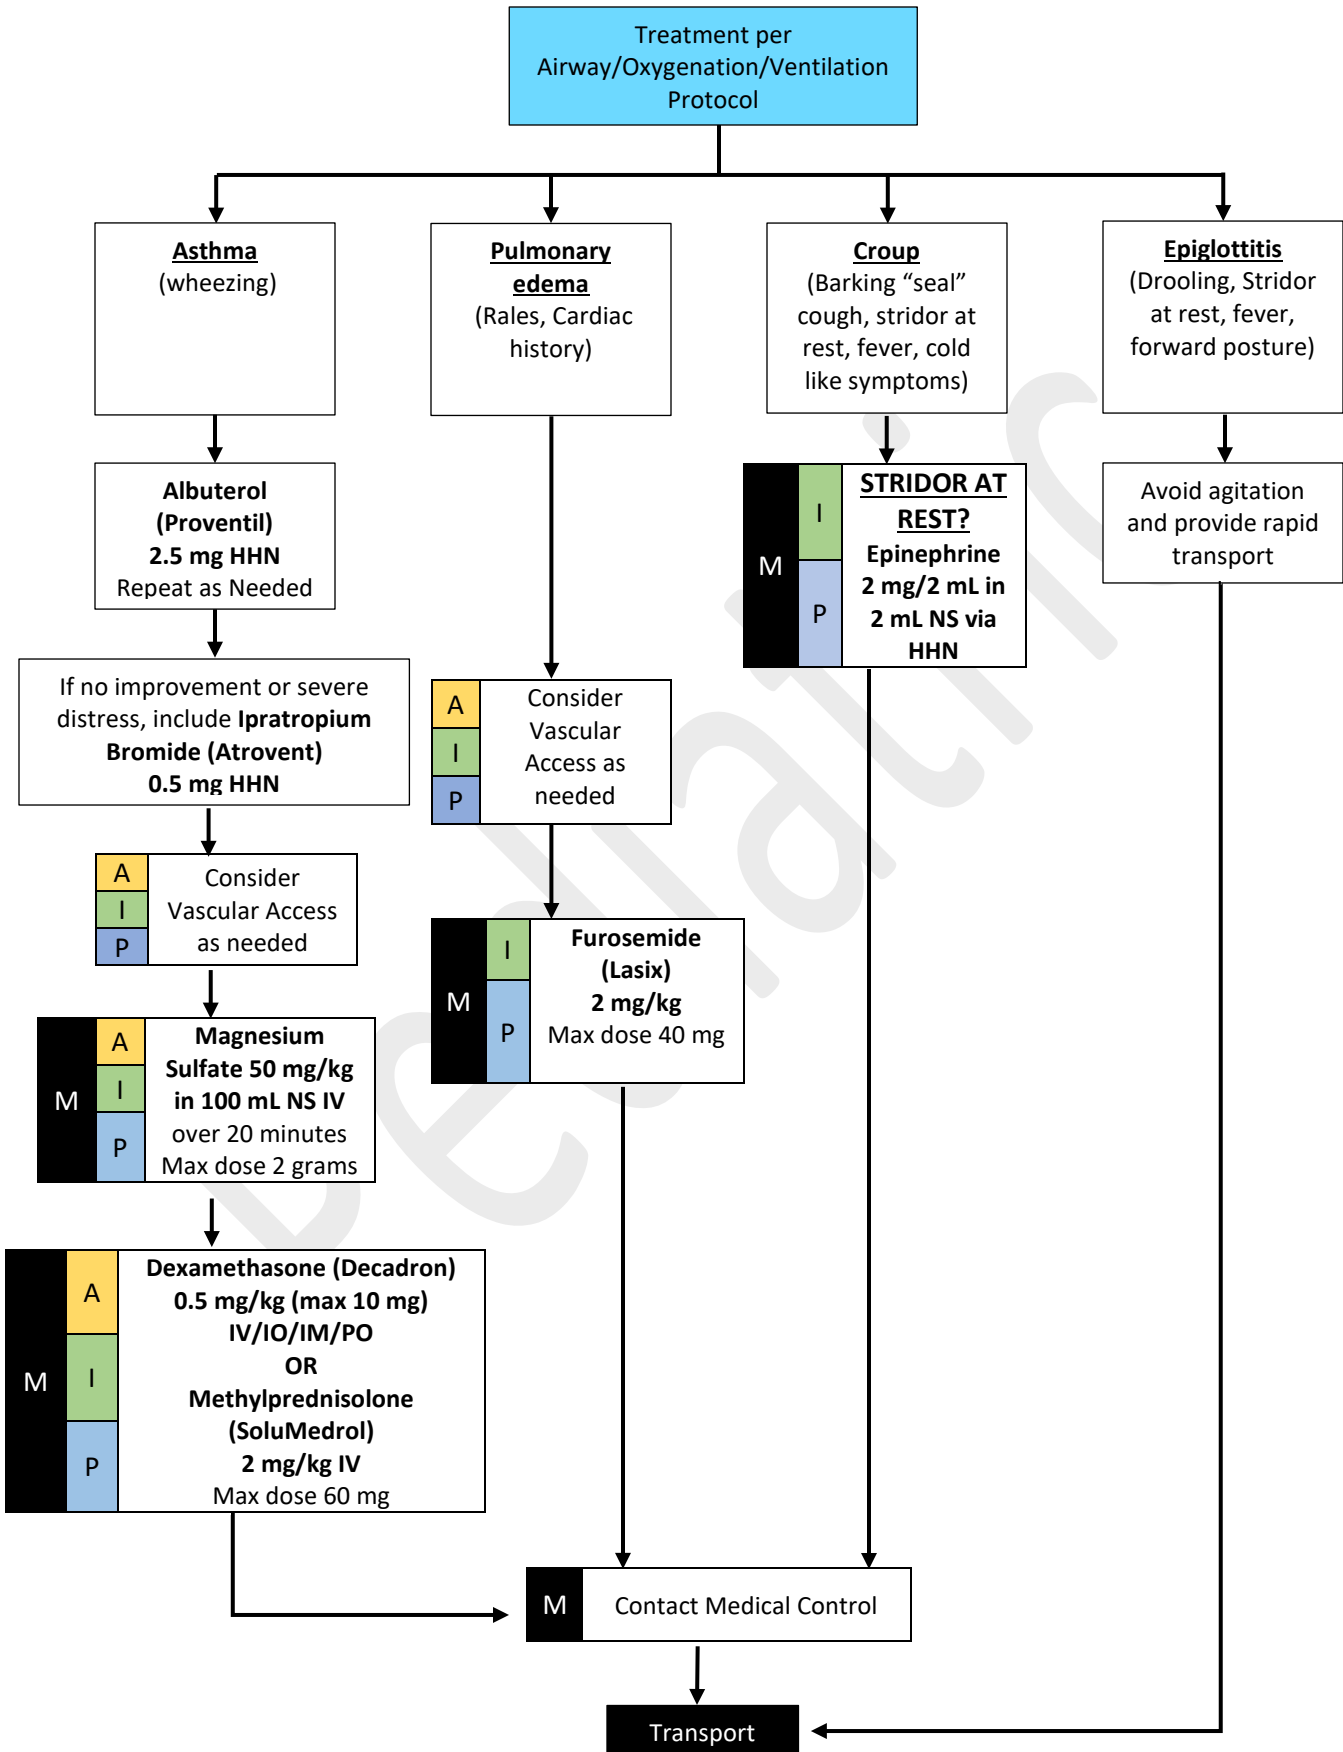 Treatment per
Airway/Oxygenation/Ventilation
Protocol
Asthma
(wheezing)
Pulmonary
edema
(Rales, Cardiac
history)
Croup
(Barking “seal”
cough, stridor at
rest, fever, cold
like symptoms)
Epiglottitis
(Drooling, Stridor
at rest, fever,
forward posture)
Albuterol
(Proventil)
2.5 mg HHN
Repeat as Needed
M
I
P
STRIDOR AT
REST?
Epinephrine
2 mg/2 mL in
2 mL NS via
HHN
Avoid agitation
and provide rapid
transport
If no improvement or severe
distress, include Ipratropium
Bromide (Atrovent)
0.5 mg HHN
A
I
P
Consider
Vascular
Access as
needed
A
I
P
Consider
Vascular Access
as needed
M
I
P
Furosemide
(Lasix)
2 mg/kg
Max dose 40 mg
M
A
I
P
Magnesium
Sulfate 50 mg/kg
in 100 mL NS IV
over 20 minutes
Max dose 2 grams
M
A
I
P
Dexamethasone (Decadron)
0.5 mg/kg (max 10 mg)
IV/IO/IM/PO
OR
Methylprednisolone
(SoluMedrol)
2 mg/kg IV
Max dose 60 mg
M
Contact Medical Control
Transport
Pediatric